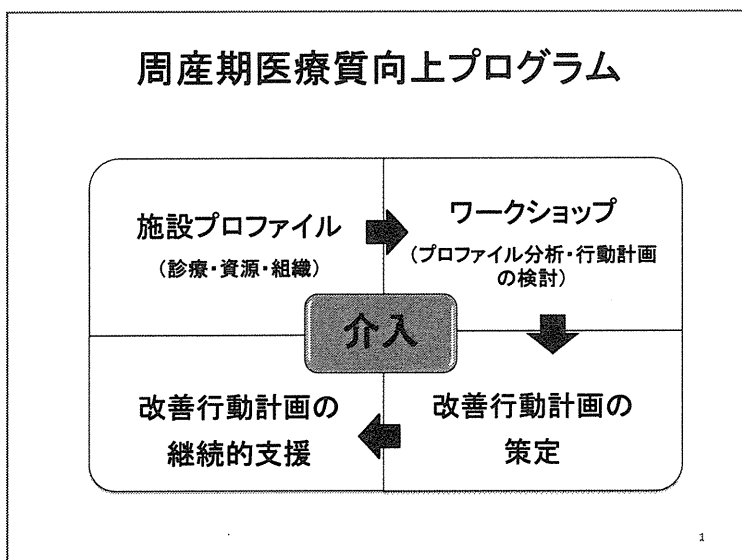 周産期医療質向上プログラム
施設プロファイル
(診療・資源・組織)
ワークショップ
(プロファイル分析・行動計画
の検討)
介入
改善行動計画の
継続的支援
改善行動計画の
策定
1